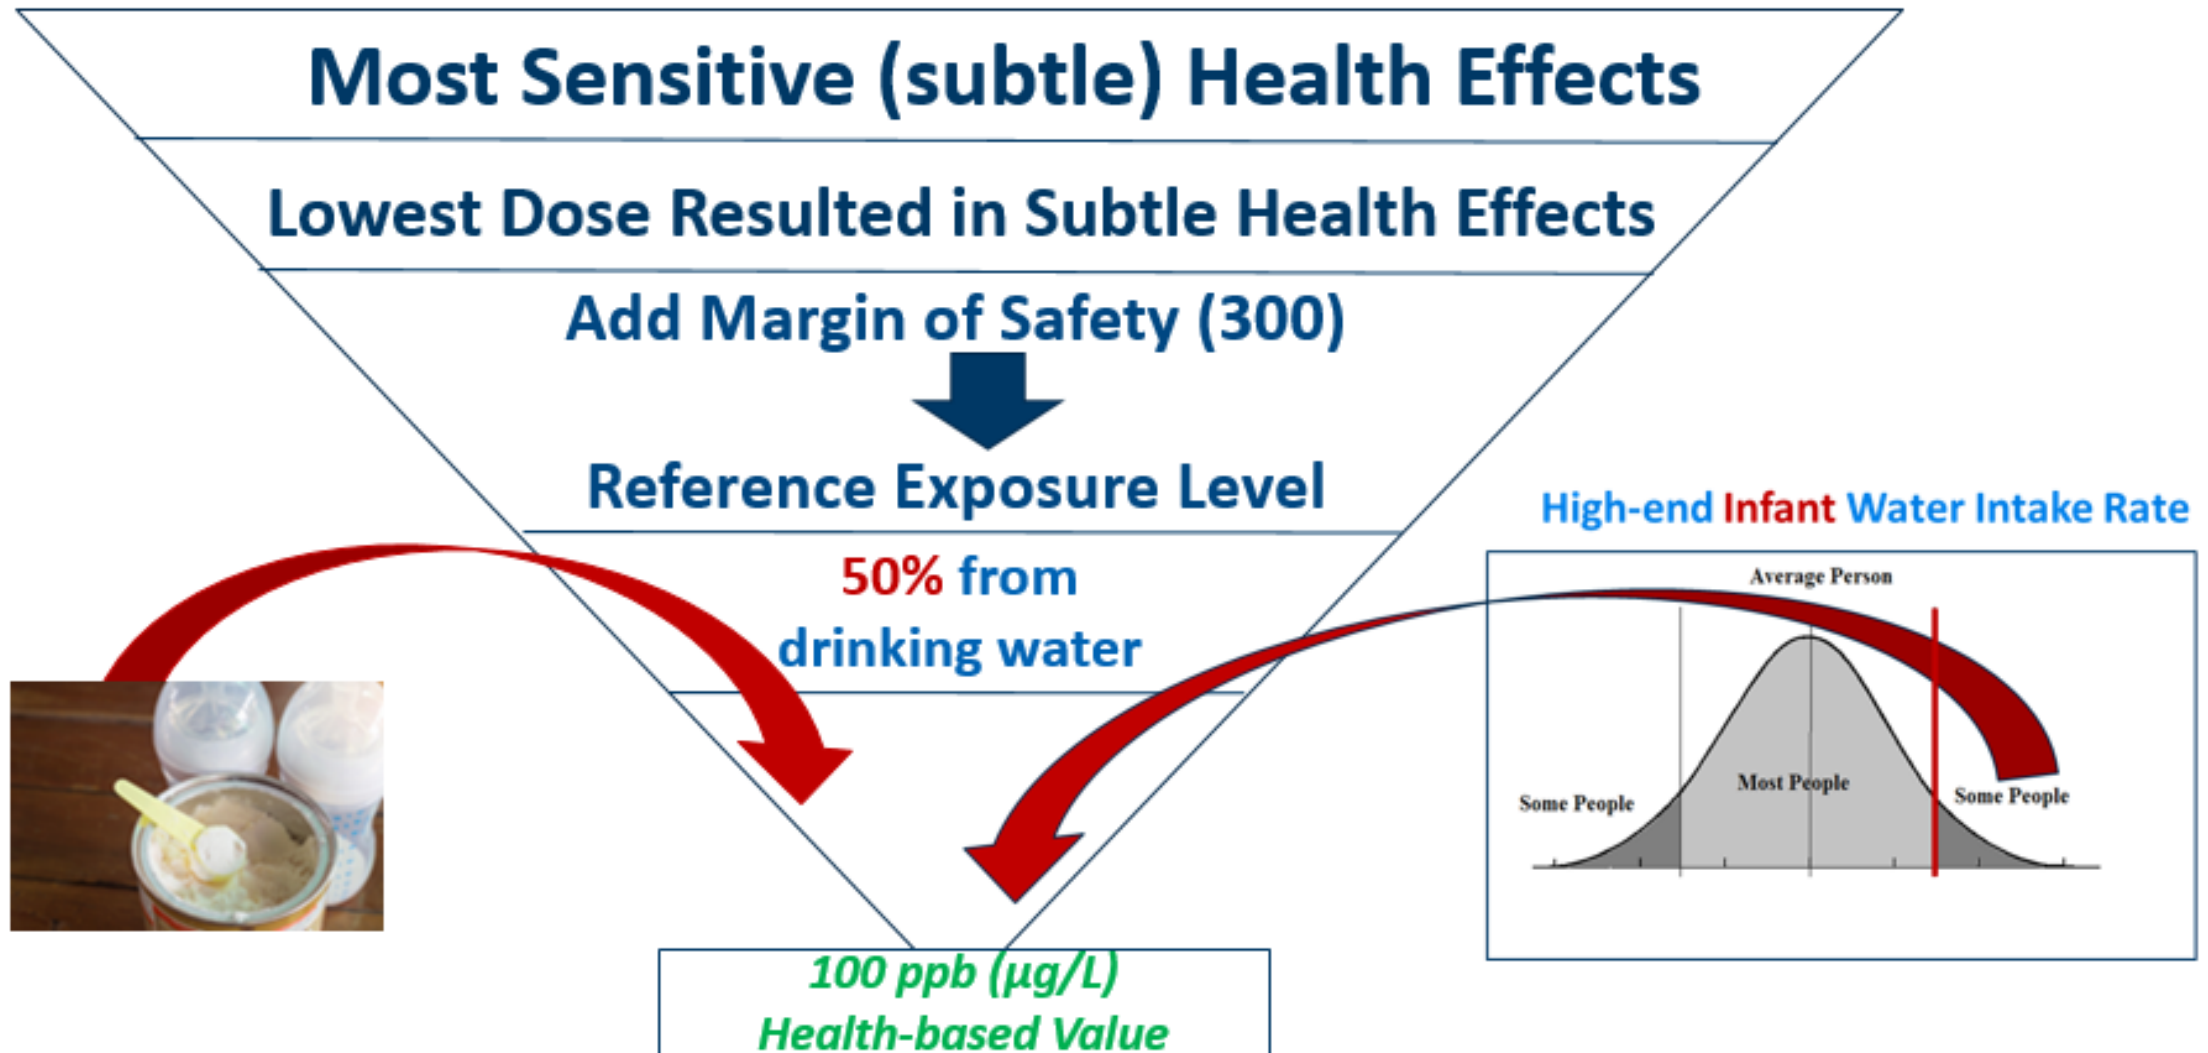 Most Sensitive (subtle) Health Effects
Lowest Dose Resulted in Subtle Health Effects
Add Margin of Safety (300)
Reference Exposure Level
50% from
drinking water
High-end Infant Water Intake Rate
Average Person
Some People
Most People
Some People
100 ppb (µg/L)
Health-based Value